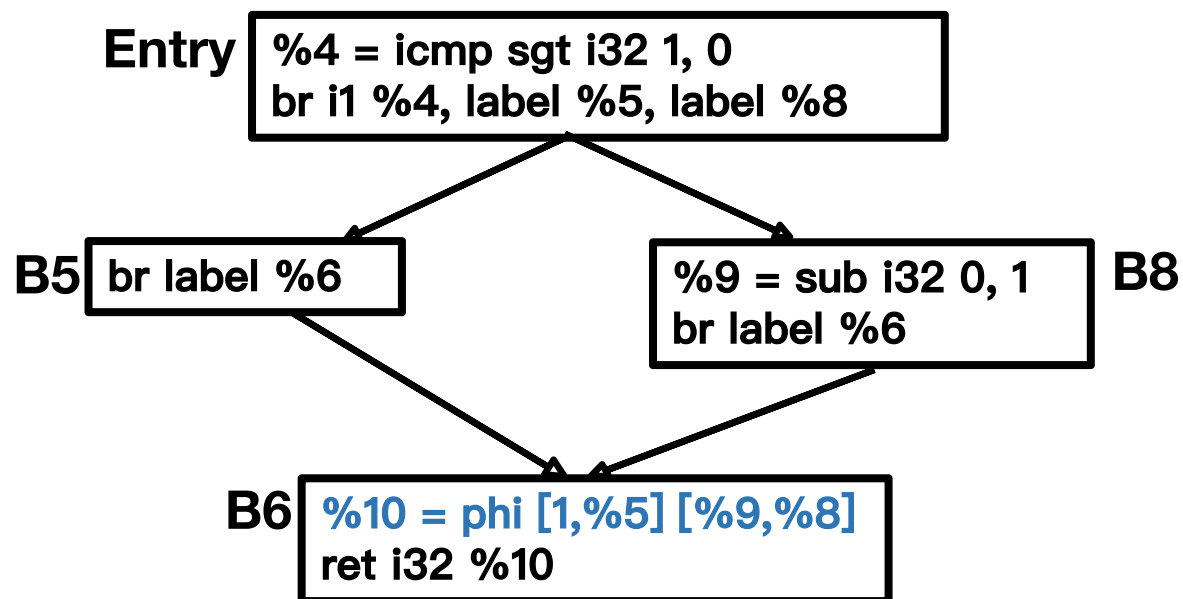 Entry
%4 = icmp sgt i32 1, 0
br i1 %4, label %5, label %8
B5
br label %6
%9 = sub i32 0, 1
br label %6
B8
B6
%10 = phi [1,%5] [%9,%8]
ret i32 %10